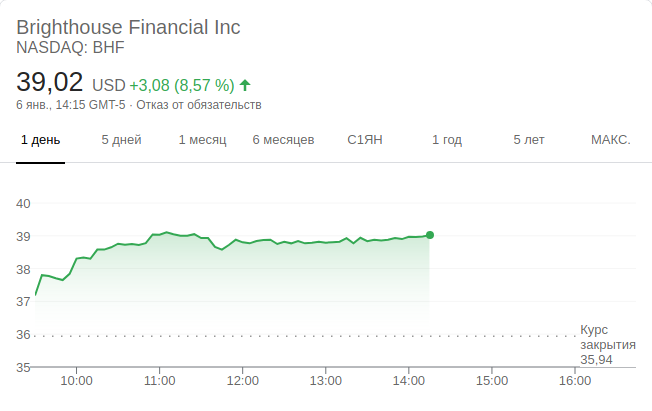 Brighthouse Financial Inc
NASDAQ: BHF
39,02 USD +3,08 (8,57 %)
6 янв., 14:15 GMT-5 · Отказ от обязательств
1 день 5 дней 1 месяц 6 месяцев С1ЯН 1 год 5 лет МАКС.
40
39
38
37
36
35
Курс
закрытия
35,94
10:00 11:00 12:00 13:00 14:00 15:00 16:00